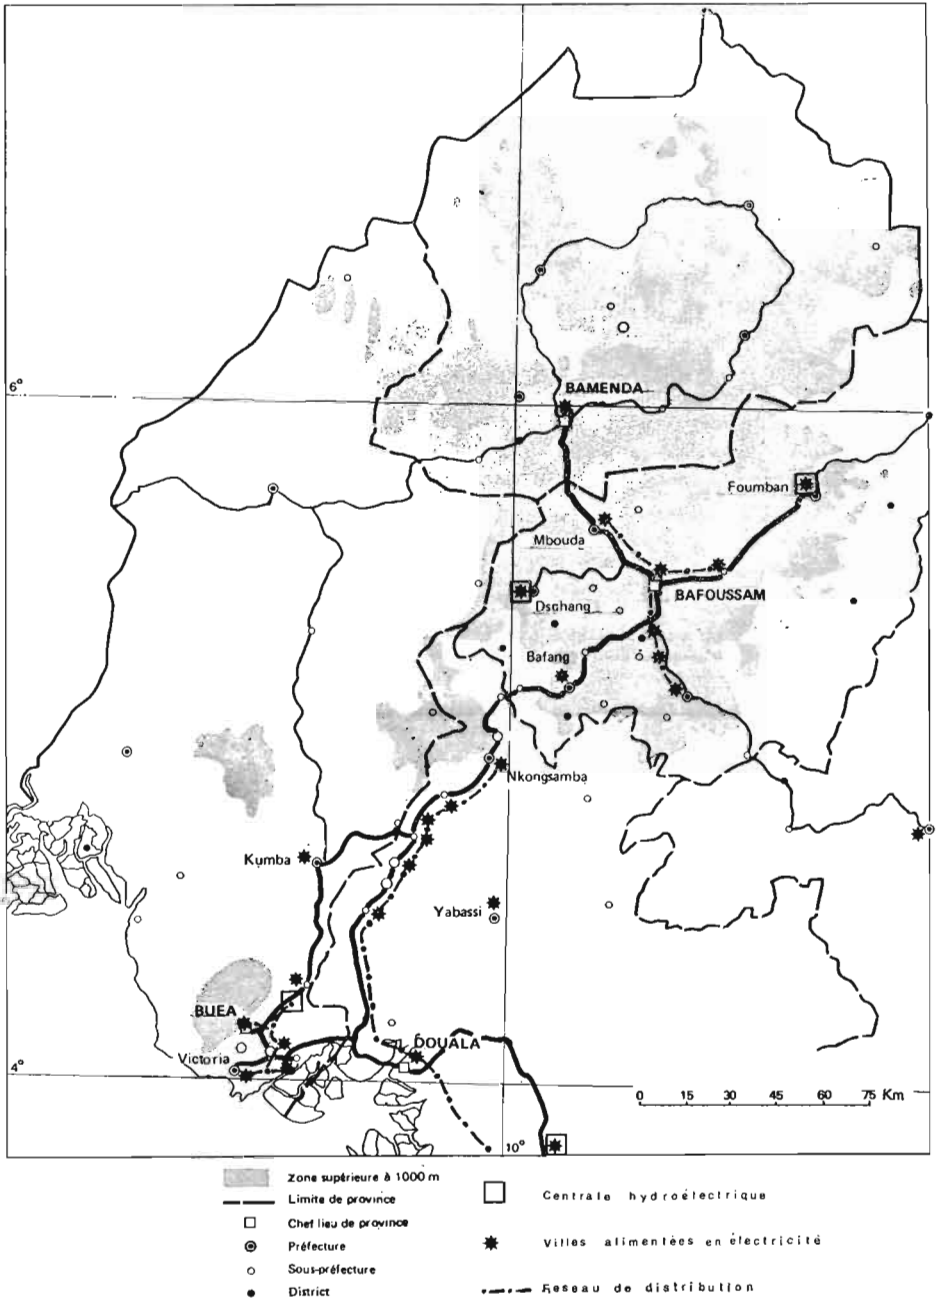 6°
BAMENDA
Foumban
Mbouda
BAFOUSSAM
Dschang
Bafang
Nkongsamba
Kumba
Yabassi
BUEA
DOUALA
Victoria
4°
0 15 30 45 60 75 Km
10°
Zone supérieure à 1000 m
Limite de province
Chef lieu de province
Préfecture
Sous-préfecture
District
Centrale hydroélectrique
Villes alimentées en électricité
Reseau de distribution